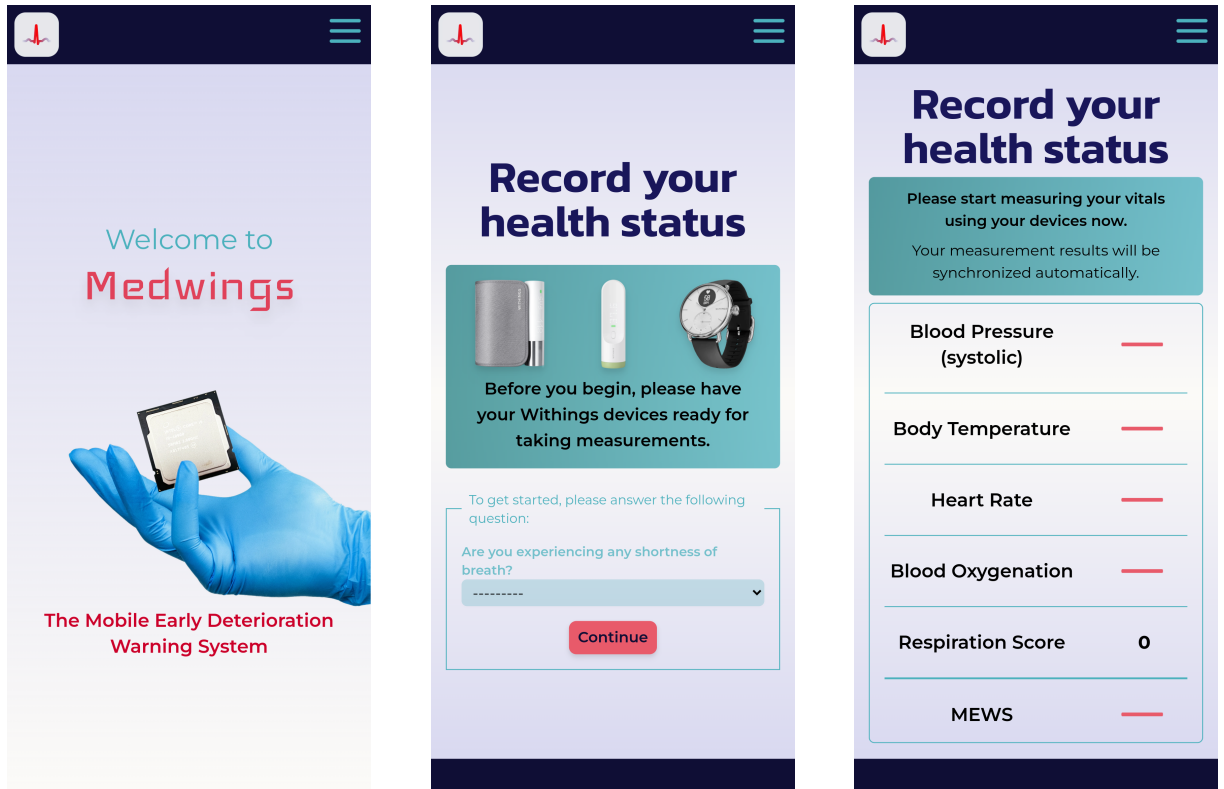 Welcome to
Medwings
The Mobile Early Deterioration
Warning System
Record your
health status
Before you begin, please have
your Withings devices ready for
taking measurements.
To get started, please answer the following
question:
Are you experiencing any shortness of
breath?
---------
Continue
Record your
health status
Please start measuring your vitals
using your devices now.
Your measurement results will be
synchronized automatically.
Blood Pressure
(systolic)
Body Temperature
Heart Rate
Blood Oxygenation
Respiration Score 0
MEWS